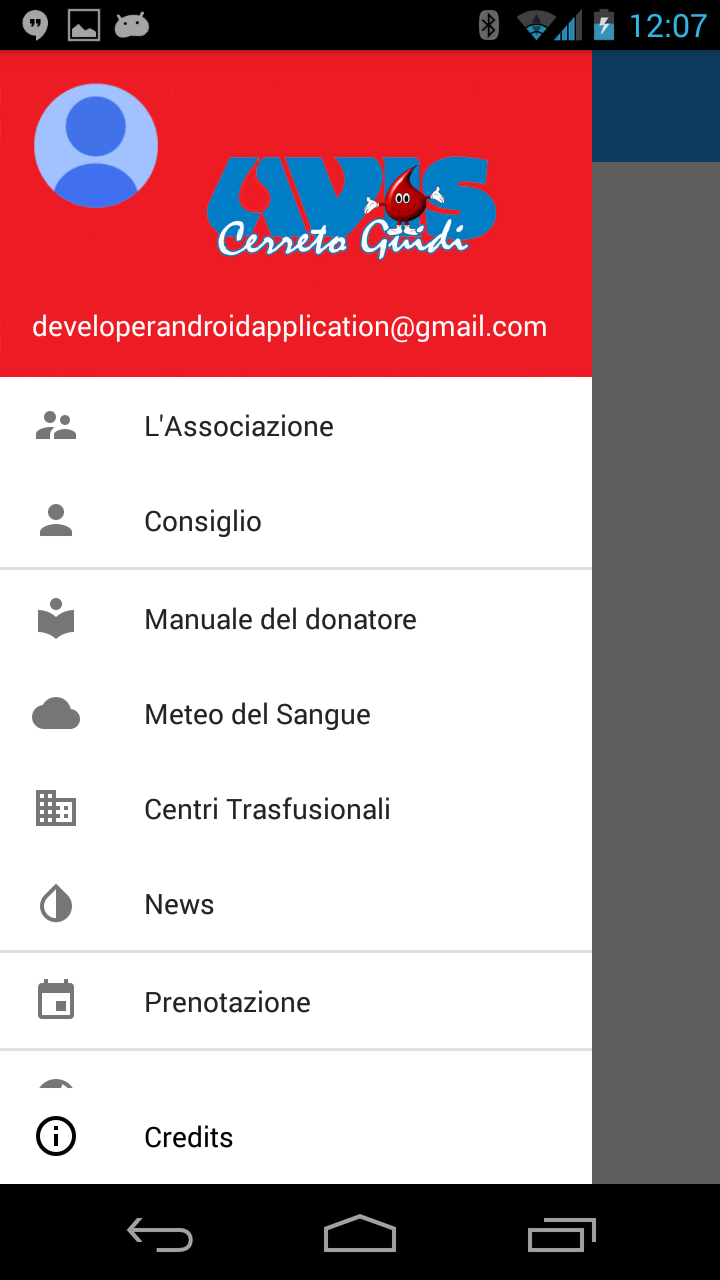 12:07
AVIS
Cerreto Guidi
developerandroidapplication@gmail.com
L'Associazione
Consiglio
Manuale del donatore
Meteo del Sangue
Centri Trasfusionali
News
Prenotazione
Credits